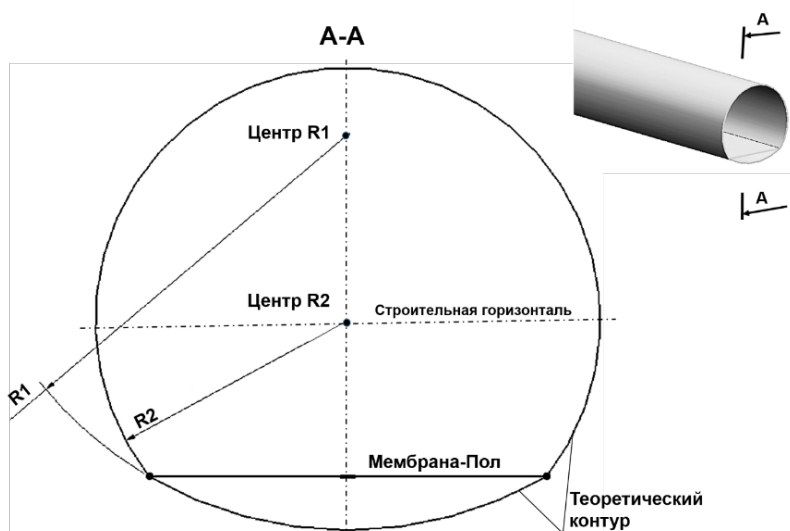 А-А
А
Центр R1
А
Центр R2
Строительная горизонталь
R1
R2
Мембрана-Пол
Теоретический
контур